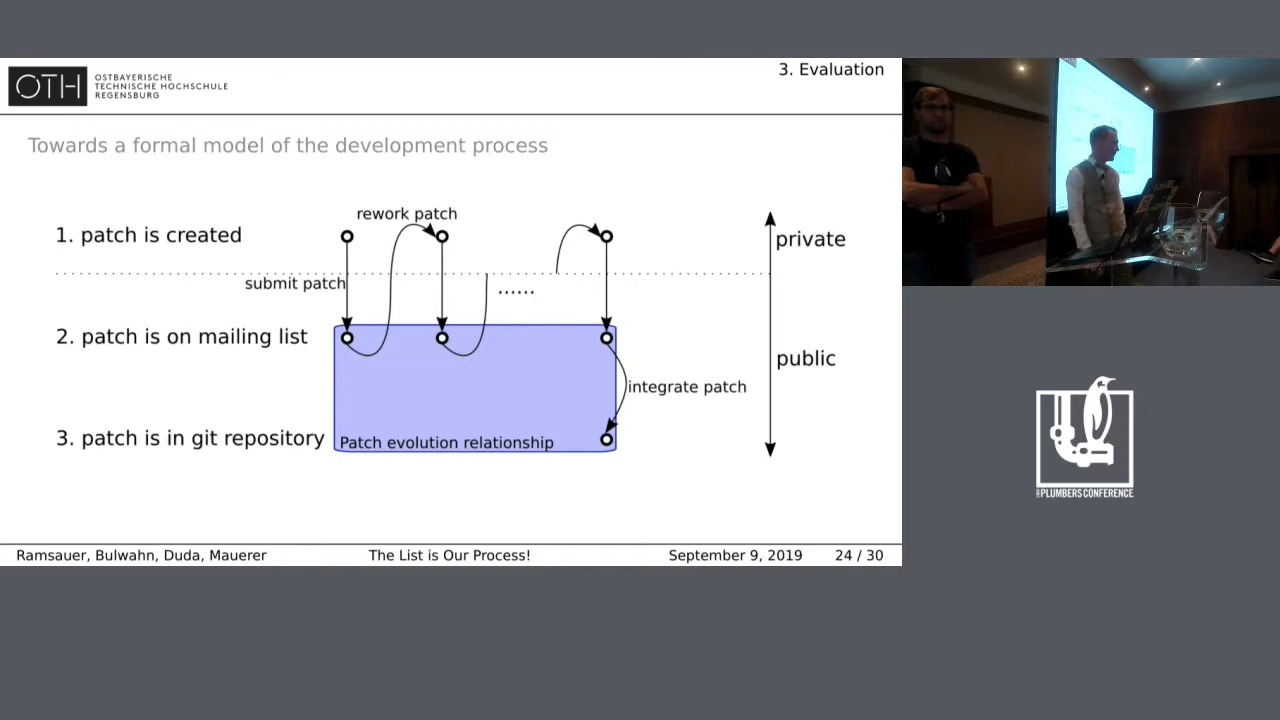 OTH
OSTBAYERISCHE
TECHNISCHE HOCHSCHULE
REGENSBURG
3. Evaluation
Towards a formal model of the development process
rework patch
1. patch is created
private
submit patch
......
2. patch is on mailing list
public
integrate patch
3. patch is in git repository
Patch evolution relationship
Ramsauer, Bulwahn, Duda, Mauerer
The List is Our Process!
September 9, 2019
24 / 30
PLUMBERS CONFERENCE